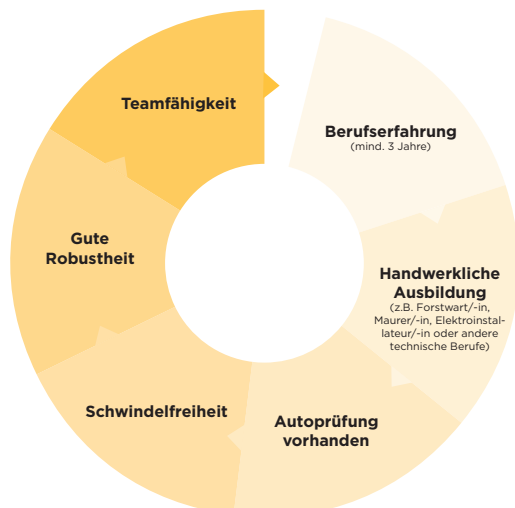 Teamfähigkeit
Berufserfahrung
(mind. 3 Jahre)
Gute
Robustheit
Handwerkliche
Ausbildung
(z.B. Forstwart/-in,
Maurer/-in, Elektroinstal-
lateur/-in oder andere
technische Berufe)
Schwindelfreiheit
Autoprüfung
vorhanden